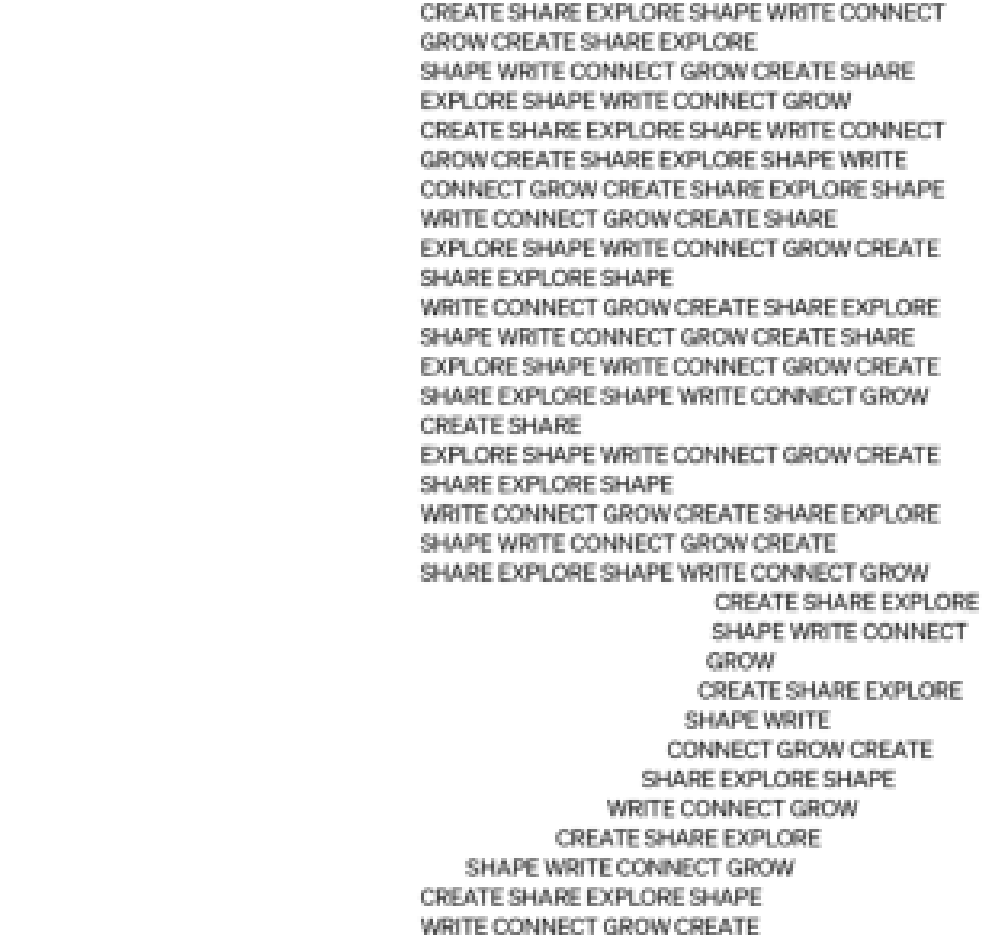 CREATE SHARE EXPLORE SHAPE WRITE CONNECT
GROW CREATE SHARE EXPLORE
SHAPE WRITE CONNECT GROW CREATE SHARE
EXPLORE SHAPE WRITE CONNECT GROW
CREATE SHARE EXPLORE SHAPE WRITE CONNECT
GROW CREATE SHARE EXPLORE SHAPE WRITE
CONNECT GROW CREATE SHARE EXPLORE SHAPE
WRITE CONNECT GROW CREATE SHARE
EXPLORE SHAPE WRITE CONNECT GROW CREATE
SHARE EXPLORE SHAPE
WRITE CONNECT GROW CREATE SHARE EXPLORE
SHAPE WRITE CONNECT GROW CREATE SHARE
EXPLORE SHAPE WRITE CONNECT GROW CREATE
SHARE EXPLORE SHAPE WRITE CONNECT GROW
CREATE SHARE
EXPLORE SHAPE WRITE CONNECT GROW CREATE
SHARE EXPLORE SHAPE
WRITE CONNECT GROW CREATE SHARE EXPLORE
SHAPE WRITE CONNECT GROW CREATE
SHARE EXPLORE SHAPE WRITE CONNECT GROW
CREATE SHARE EXPLORE
SHAPE WRITE CONNECT
GROW
CREATE SHARE EXPLORE
SHAPE WRITE
CONNECT GROW CREATE
SHARE EXPLORE SHAPE
WRITE CONNECT GROW
CREATE SHARE EXPLORE
SHAPE WRITE CONNECT GROW
CREATE SHARE EXPLORE SHAPE
WRITE CONNECT GROW CREATE